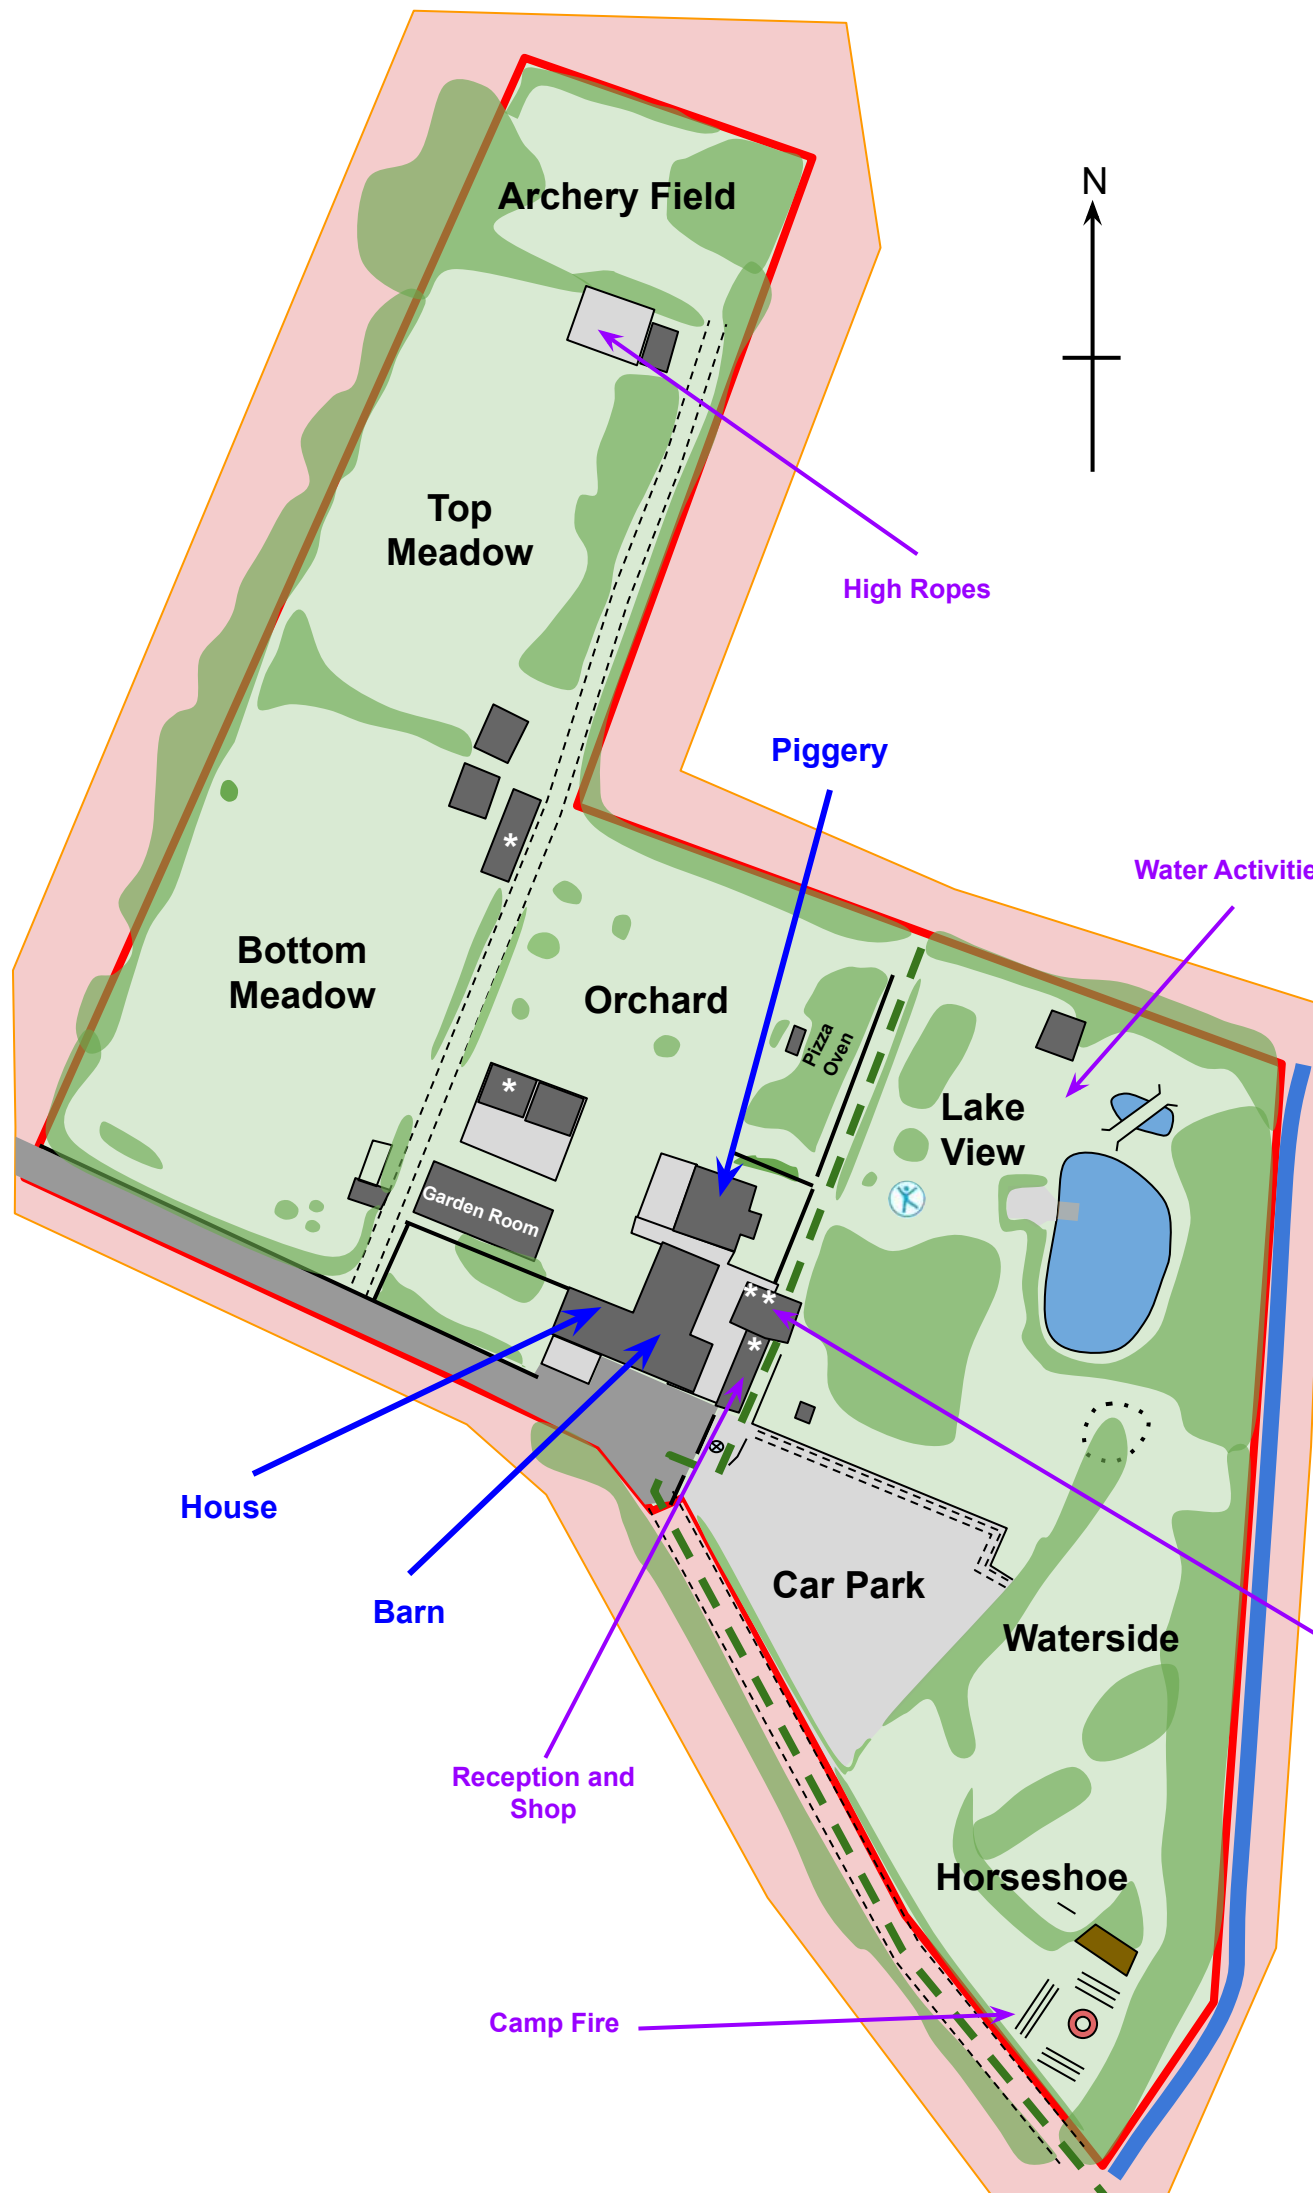 N
Archery Field
Top
Meadow
High Ropes
Piggery
Water Activitie
*
Bottom
Meadow
Orchard
Pizza
Oven
Lake
View
*
Garden Room
* *
*
House
Barn
Car Park
Waterside
Reception and
Shop
Horseshoe
Camp Fire